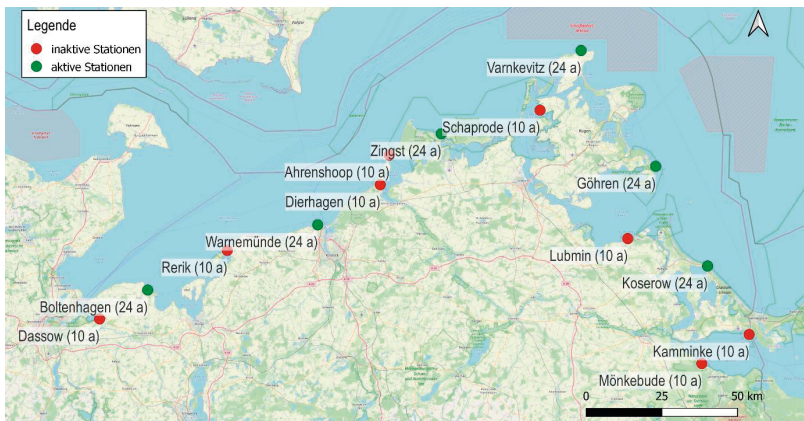 Legende
inaktive Stationen
aktive Stationen
Varnkevitz (24 a)
Schaprode (10 a)
Zingst (24 a)
Ahrenshoop (10 a)
Dierhagen (10 a)
Göhren (24 a)
Warnemünde (24 a)
Rerik (10 a)
Lubmin (10 a)
Koserow (24 a)
Boltenhagen (24 a)
Dassow (10 a)
Kamminke (10 a)
Mönkebude (10 a)
0 25 50 km